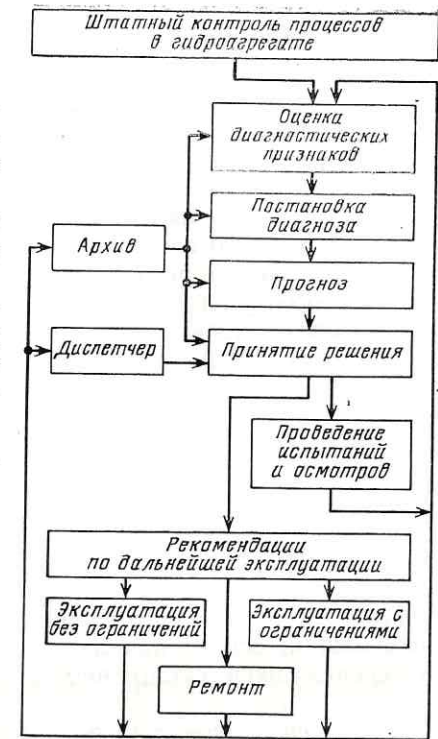 Штатный контроль процессов
в гидроагрегате
Оценка
диагностических
признаков
Постановка
диагноза
Архив
Прогноз
Диспетчер
Принятие решения
Проведение
испытаний
и осмотров
Рекомендации
по дальнейшей эксплуатации
Эксплуатация
без ограничений
Эксплуатация с
ограничениями
Ремонт